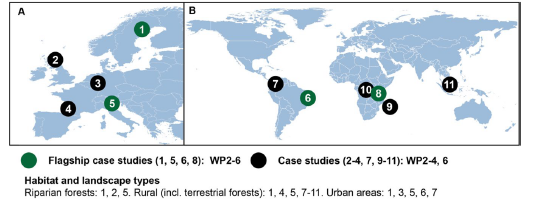 A
B
1
2
3
4
5
6
7
8
9
10
11
Flagship case studies (1, 5, 6, 8): WP2-6
Case studies (2-4, 7, 9-11): WP2-4, 6
Habitat and landscape types
Riparian forests: 1, 2, 5. Rural (incl. terrestrial forests): 1, 4, 5, 7-11. Urban areas: 1, 3, 5, 6, 7